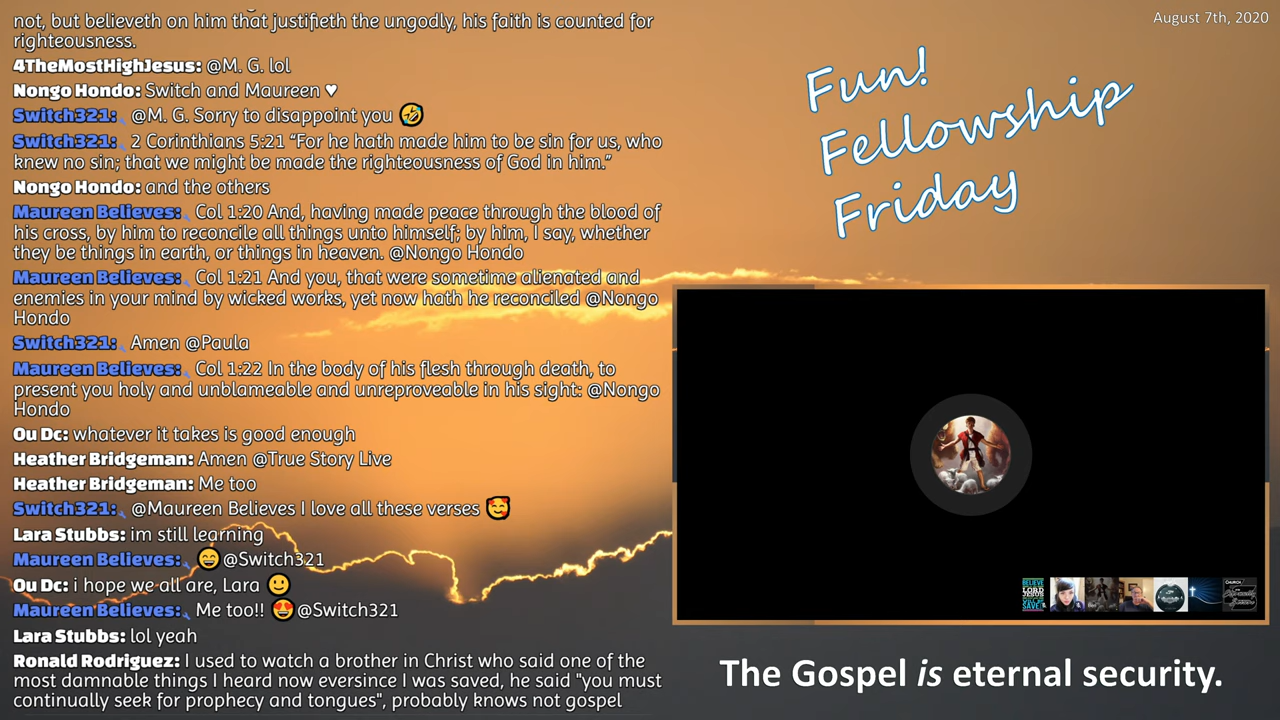 not, but believeth on him that justifieth the ungodly, his faith is counted for
righteousness.
4TheMostHighJesus: @M. G. lol
Nongo Hondo: Switch and Maureen ♥
Switch321: @M. G. Sorry to disappoint you 🤣
Switch321: 2 Corinthians 5:21 “For he hath made him to be sin for us, who
knew no sin; that we might be made the righteousness of God in him.”
Nongo Hondo: and the others
Maureen Believes: Col 1:20 And, having made peace through the blood of
his cross, by him to reconcile all things unto himself; by him, I say, whether
they be things in earth, or things in heaven. @Nongo Hondo
Maureen Believes: Col 1:21 And you, that were sometime alienated and
enemies in your mind by wicked works, yet now hath he reconciled @Nongo
Hondo
Switch321: Amen @Paula
Maureen Believes: Col 1:22 In the body of his flesh through death, to
present you holy and unblameable and unreproveable in his sight: @Nongo
Hondo
Ou Dc: whatever it takes is good enough
Heather Bridgeman: Amen @True Story Live
Heather Bridgeman: Me too
Switch321: @Maureen Believes I love all these verses 🥰
Lara Stubbs: im still learning
Maureen Believes: 😄 @Switch321
Ou Dc: i hope we all are, Lara 🙂
Maureen Believes: Me too!! 😍 @Switch321
Lara Stubbs: lol yeah
Ronald Rodriguez: I used to watch a brother in Christ who said one of the
most damnable things I heard now eversince I was saved, he said "you must
continually seek for prophecy and tongues", probably knows not gospel
August 7th, 2020
Fun!
Fellowship
Friday
BELIEVE
LORD
JESUS
SAVE
CHURCH
The Gospel is eternal security.